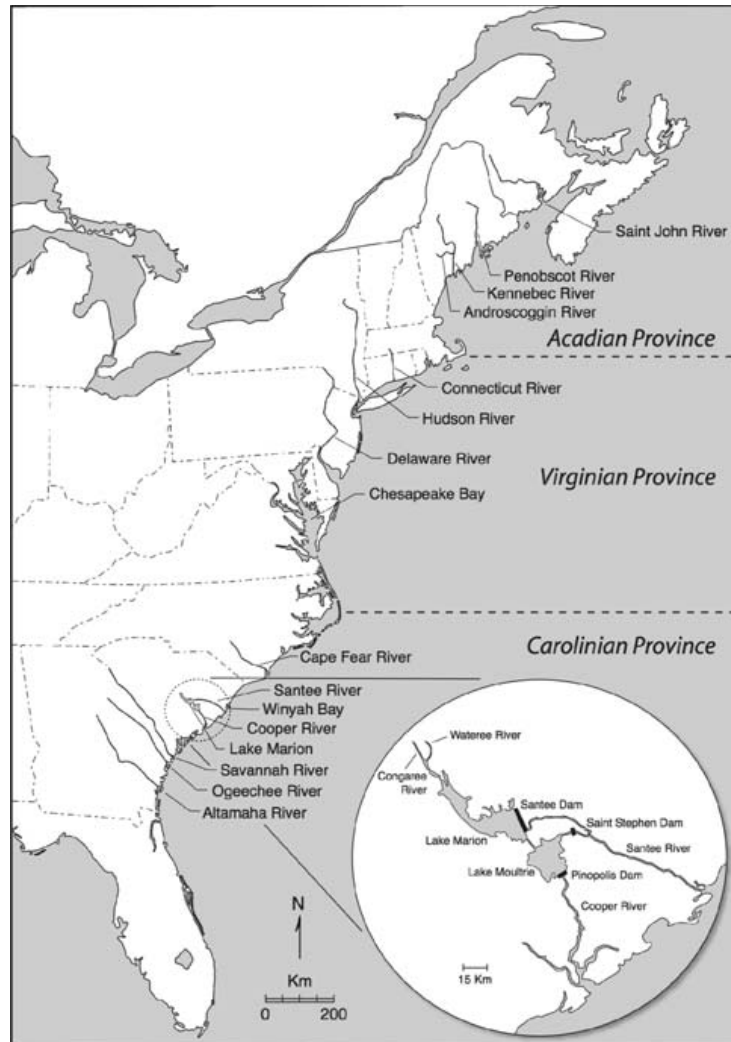 Saint John River
Penobscot River
Kennebec River
Androscoggin River
Acadian Province
Connecticut River
Hudson River
Delaware River
Virginian Province
Chesapeake Bay
Carolinian Province
Cape Fear River
Santee River
Winyah Bay
Cooper River
Lake Marion
Savannah River
Ogeechee River
Altamaha River
Wateree River
Congaree
River
Santee Dam
Saint Stephen Dam
Lake Marion
Santee River
Lake Moultrie
Pinopolis Dam
Cooper River
15 Km
N
Km
0 200